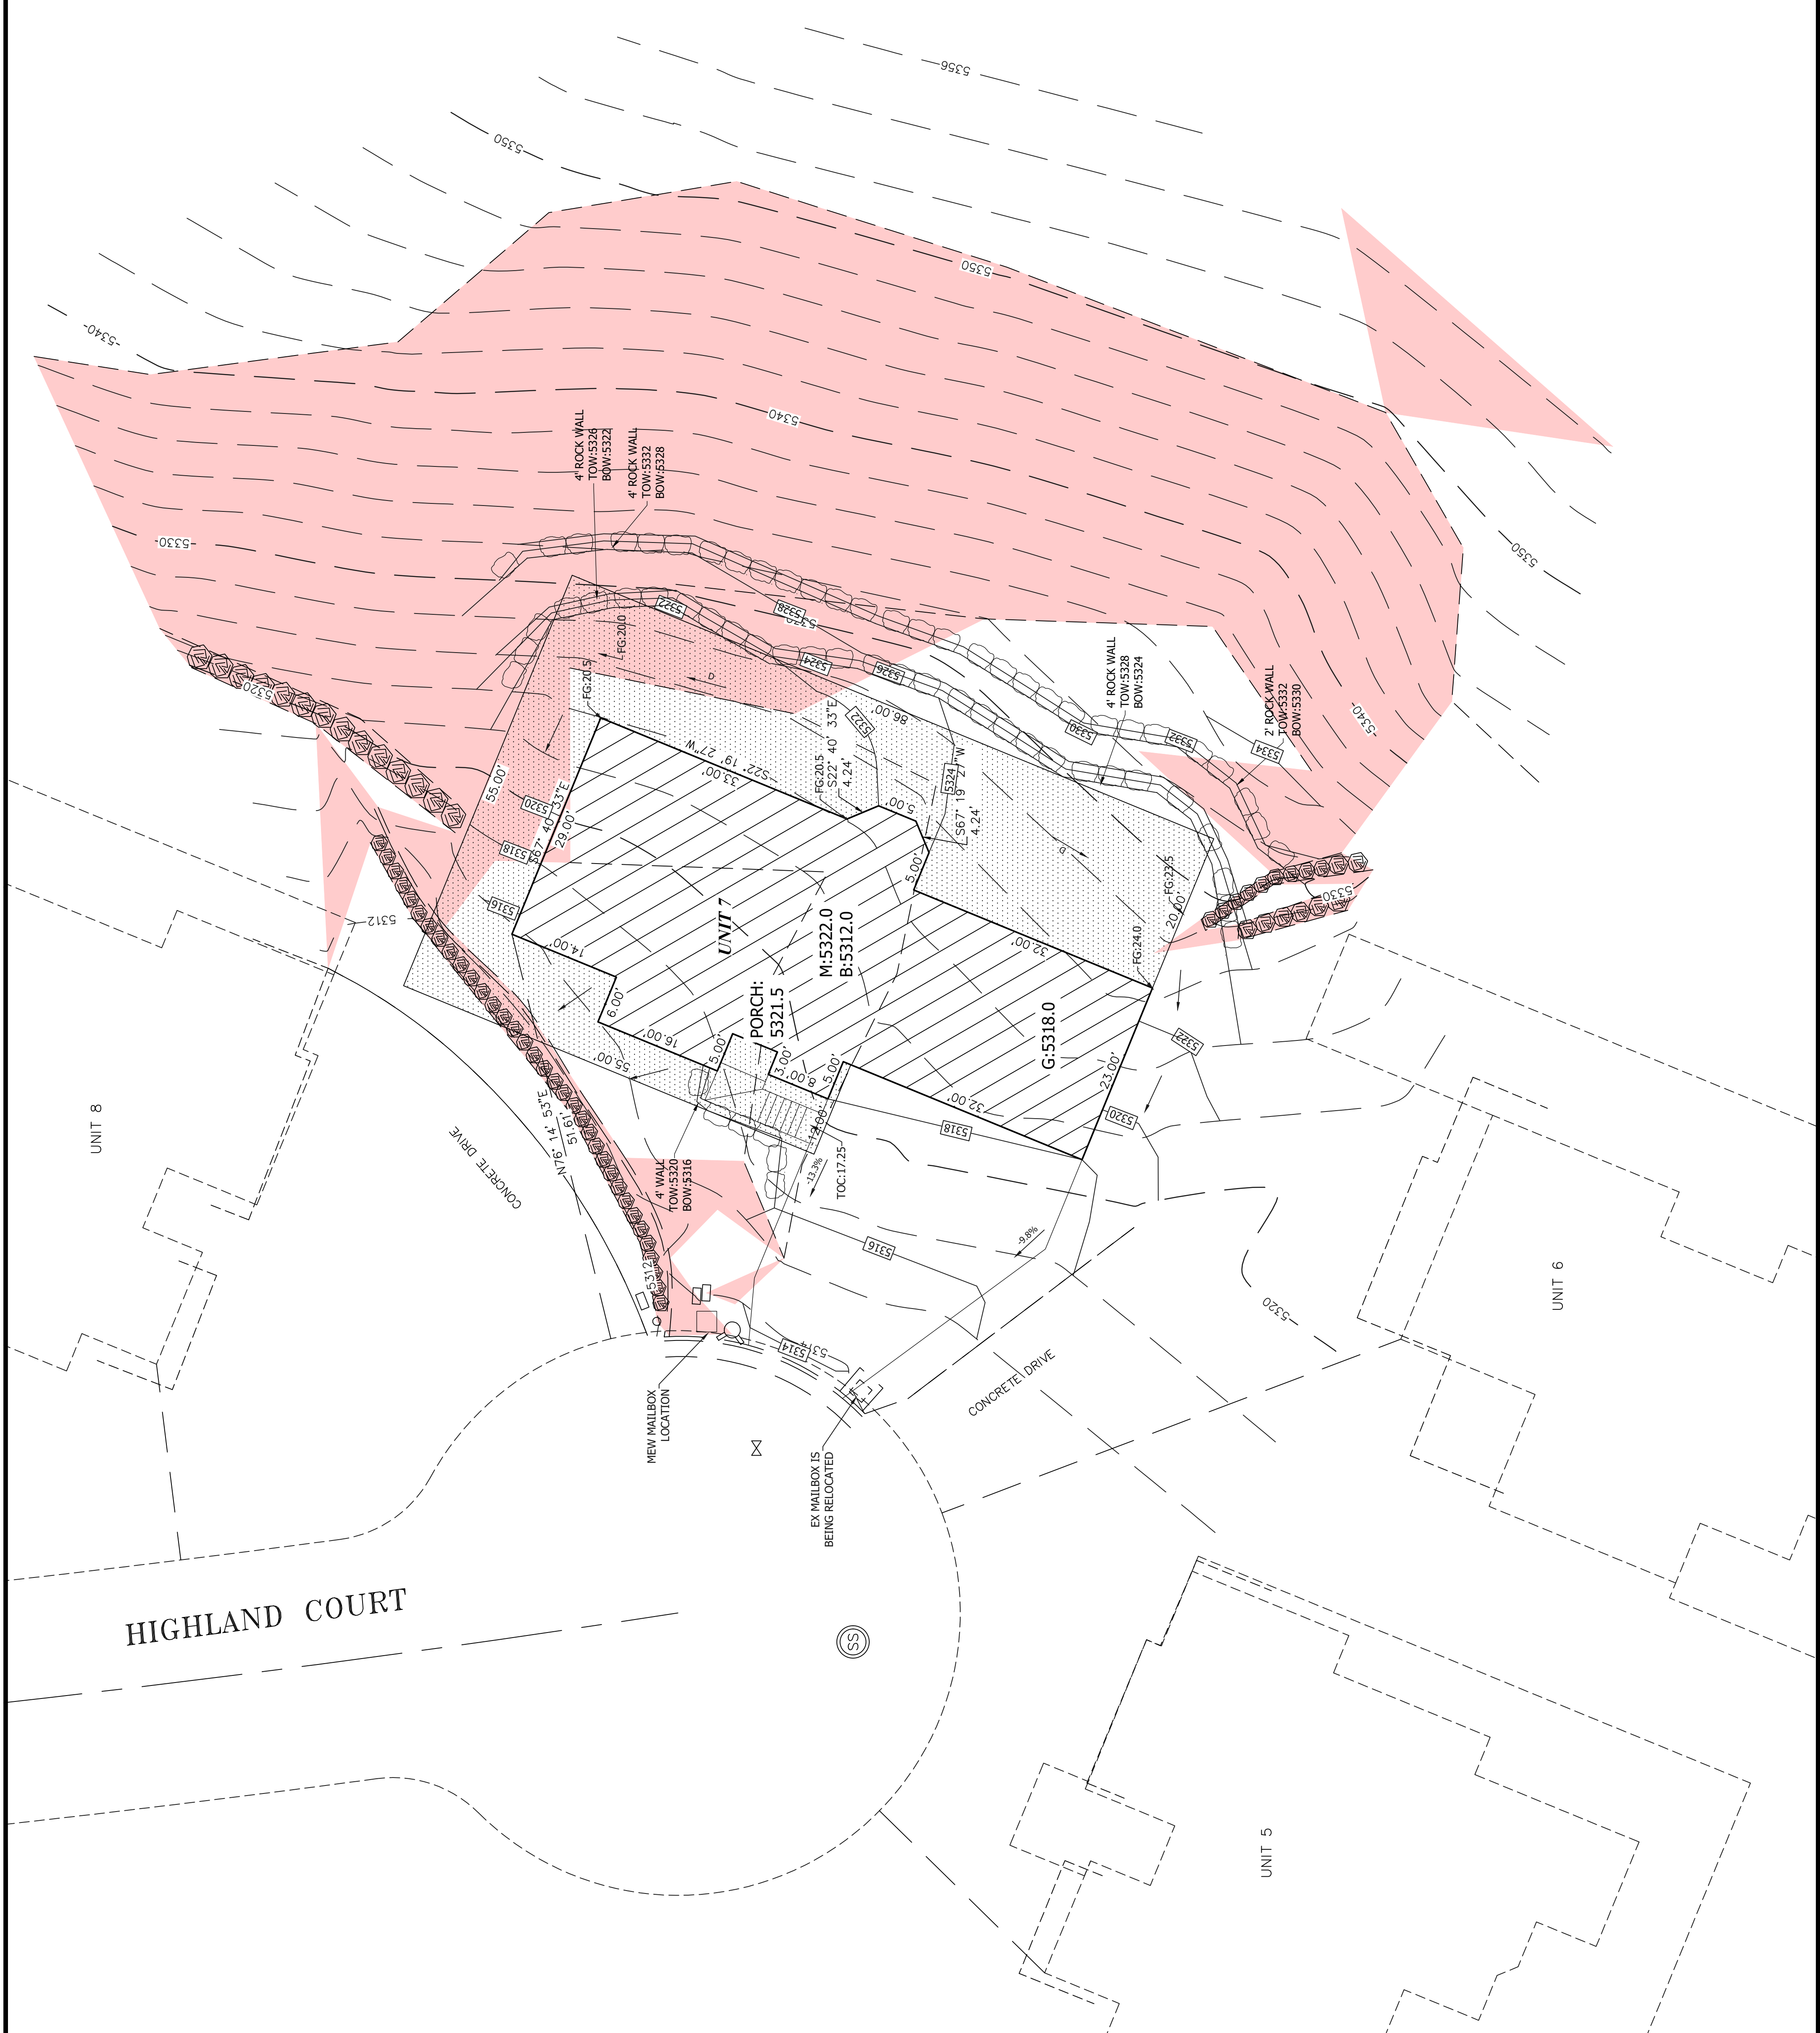 5356
5350
5350
-5340-
5340
4' ROCK WALL
TOW:5326
BOW:5322
4' ROCK WALL
TOW:5332
BOW:5328
-5330-
5350
5322
5328
FG:20.0
FG:20.5
5324
5326
5320
4' ROCK WALL
TOW:5328
BOW:5324
2' ROCK WALL
TOW:5332
BOW:5330
5330
5332
5334
-5340-
86.00'
5322
D
S22° 19' 27"W
33.00'
FG:20.5
S22° 40' 33"E
4.24'
5.00'
5324
S67° 19' 27"W
4.24'
5.00'
D
55.00'
5320
S67° 40' 33"E
29.00'
5318
5316
5312
14.00'
6.00'
16.00'
55.00'
UNIT 7
M:5322.0
B:5312.0
PORCH:
5321.5
G:5318.0
32.00'
FG:24.0
FG:23.5
20.00'
5330
5.00'
3.00'
8.00'
5.00'
32.00'
23.00'
12.00'
5322
5320
5318
UNIT 8
CONCRETE DRIVE
N76° 14' 53"E
51.61'
4' WALL
TOW:5320
BOW:5316
-13.3%
TOC:17.25
5316
-9.8%
5312
5314
5320
UNIT 6
MEW MAILBOX
LOCATION
EX MAILBOX IS
BEING RELOCATED
CONCRETE DRIVE
HIGHLAND COURT
SS
UNIT 5